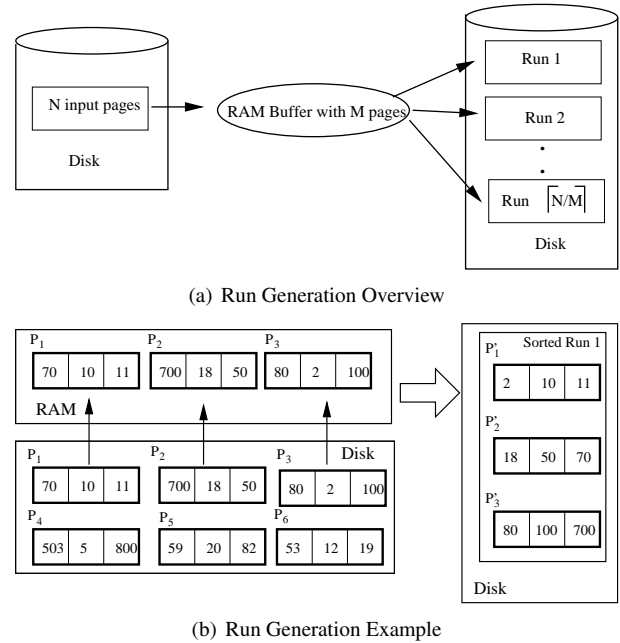 N input pages
Disk
RAM Buffer with M pages
Run 1
Run 2
Run ⌈N/M⌉
Disk
(a) Run Generation Overview
P1 P2 P3
70 10 11 700 18 50 80 2 100
RAM
Disk
P1 P2 P3
70 10 11 700 18 50 80 2 100
P4 P5 P6
503 5 800 59 20 82 53 12 19
Sorted Run 1
P'1
2 10 11
P'2
18 50 70
P'3
80 100 700
Disk
(b) Run Generation Example